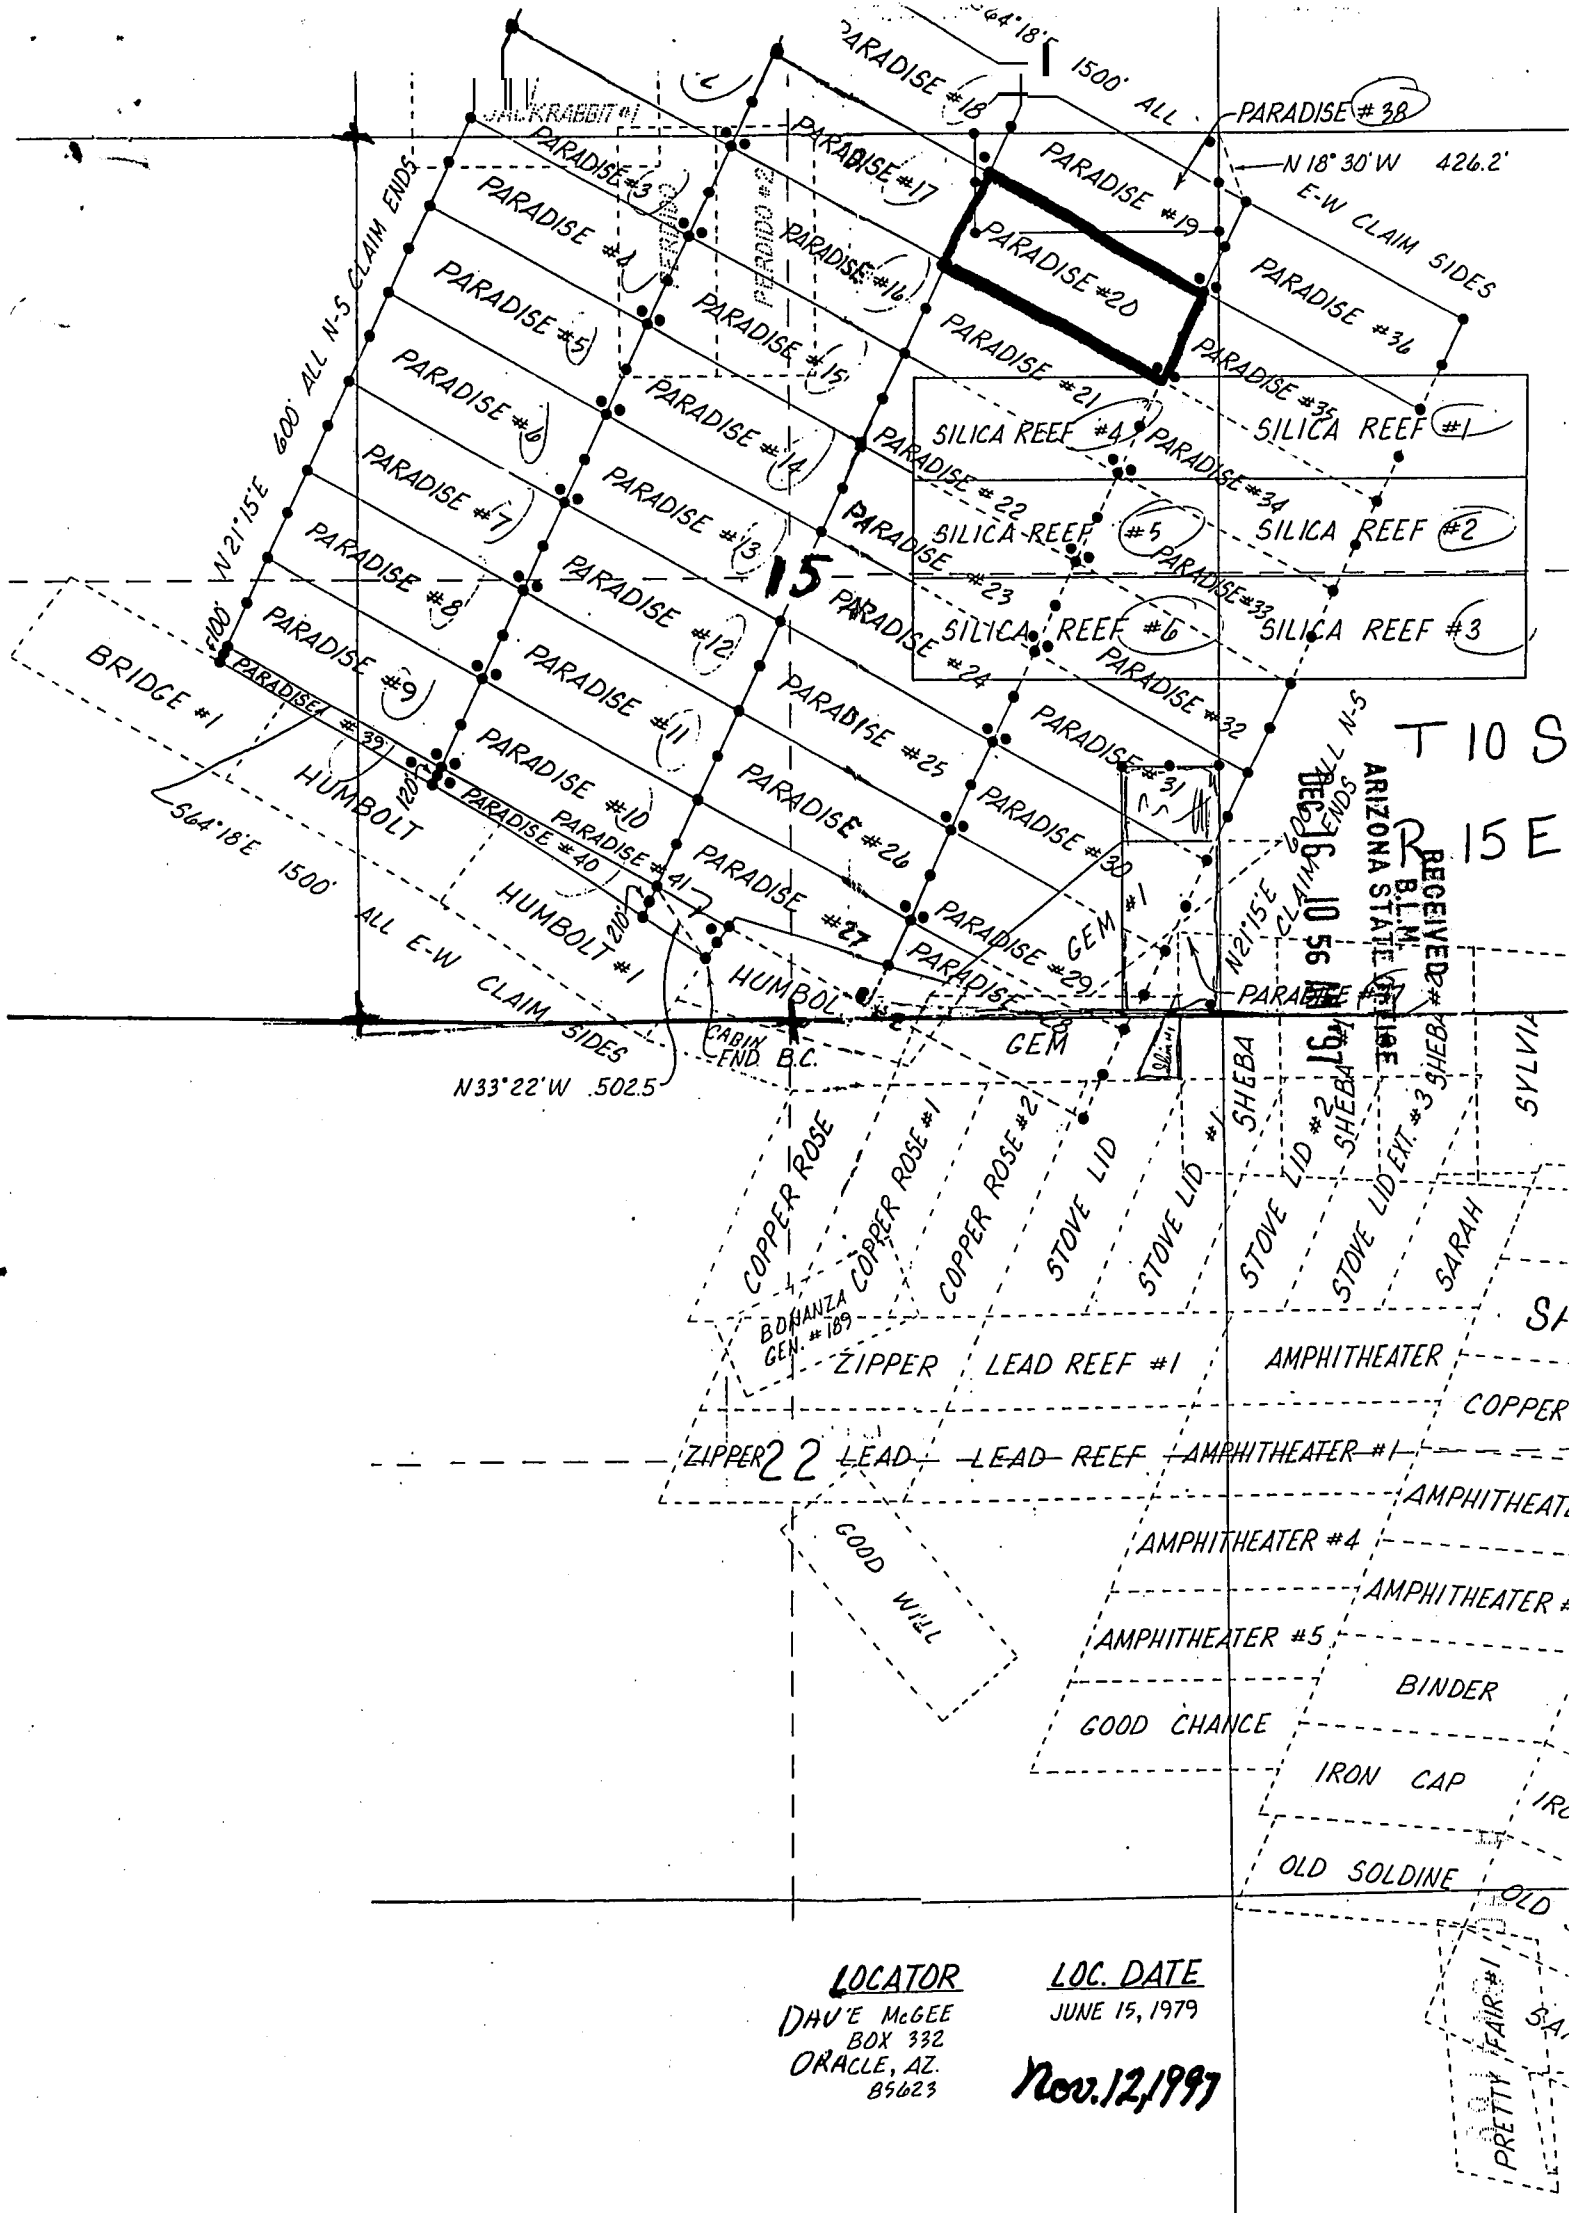 S64°18'E
1500' ALL
PARADISE #18
PARADISE #38
JACKRABBIT #1
N 18° 30' W 426.2'
E-W CLAIM SIDES
PARADISE #3
PARADISE #17
PARADISE #19
PARADISE #4
PERDIDO
PERDIDO #2
PARADISE #16
PARADISE #20
PARADISE #36
PARADISE #5
PARADISE #15
PARADISE #21
PARADISE #35
N21°15'E 600' ALL N-S CLAIM ENDS
PARADISE #6
PARADISE #14
SILICA REEF #4
SILICA REEF #1
PARADISE #34
PARADISE #22
PARADISE #7
PARADISE #13
PARADISE #23
SILICA REEF #5
SILICA REEF #2
PARADISE #33
15
PARADISE #8
PARADISE #12
PARADISE #24
SILICA REEF #6
SILICA REEF #3
100'
BRIDGE #1
PARADISE #9
PARADISE #11
PARADISE #25
PARADISE #32
PARADISE #39
T 10 S
HUMBOLT
120'
PARADISE #10
PARADISE #26
PARADISE #31
R 15 E
PARADISE #40
PARADISE #41
PARADISE #30
S64°18'E 1500' ALL E-W CLAIM SIDES
HUMBOLT #1
210'
PARADISE #27
GEM #1
PARADISE #29
N21°15'E 600' ALL N-S
CLAIM ENDS
RECEIVED
B.L.M.
ARIZONA STATE OFFICE
DEC 16 10 56 AM '97
HUMBOL
PARADISE 28
PARADISE #37
N33°22'W 502.5
CABIN
END. B.C.
GEM
SHEBA
SHEBA #1
SHEBA #2
SYLVIA
COPPER ROSE
COPPER ROSE #1
COPPER ROSE #2
STOVE LID
STOVE LID #1
STOVE LID #2
STOVE LID EXT. #3
SARAH
BONANZA
GEN. #189
ZIPPER
LEAD REEF #1
AMPHITHEATER
COPPER
ZIPPER LEAD
22
LEAD REEF
AMPHITHEATER #1
GOOD WILL
AMPHITHEATER #4
AMPHITHEATER #5
AMPHITHEATER #
BINDER
GOOD CHANCE
IRON CAP
OLD SOLDINE
OLD
PRETTY FAIR #1
LOCATOR
DAVE McGEE
BOX 332
ORACLE, AZ.
85623
LOC. DATE
JUNE 15, 1979
Nov. 12, 1997